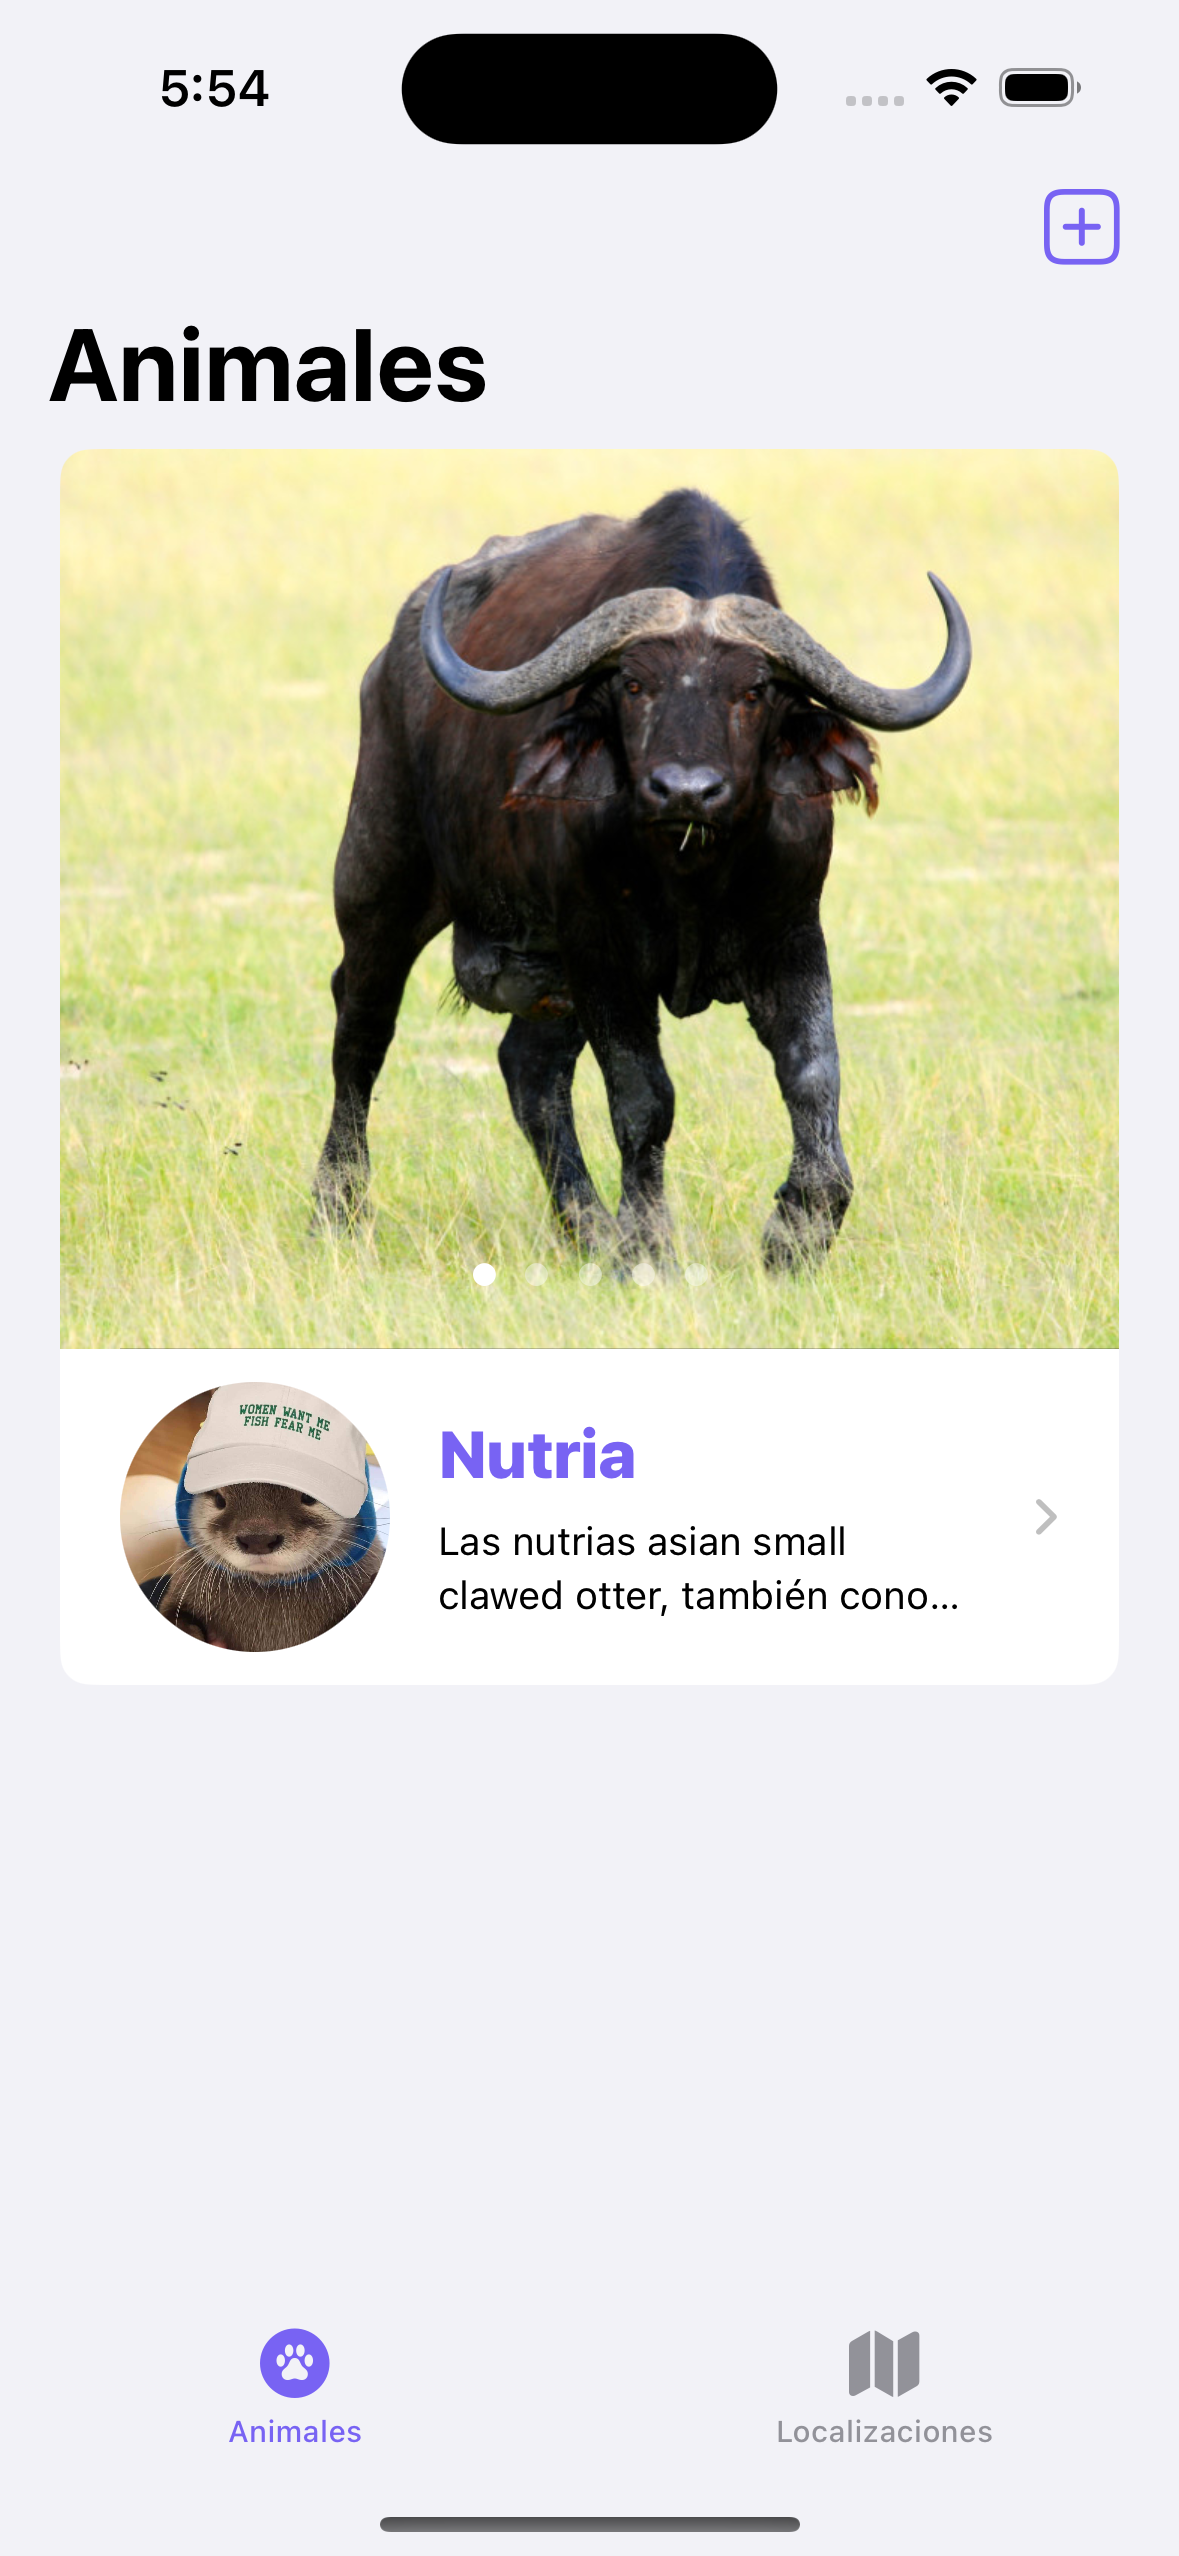 5:54
Animales
WOMEN WANT ME
FISH FEAR ME
Nutria
Las nutrias asian small
clawed otter, también cono...
Animales
Localizaciones